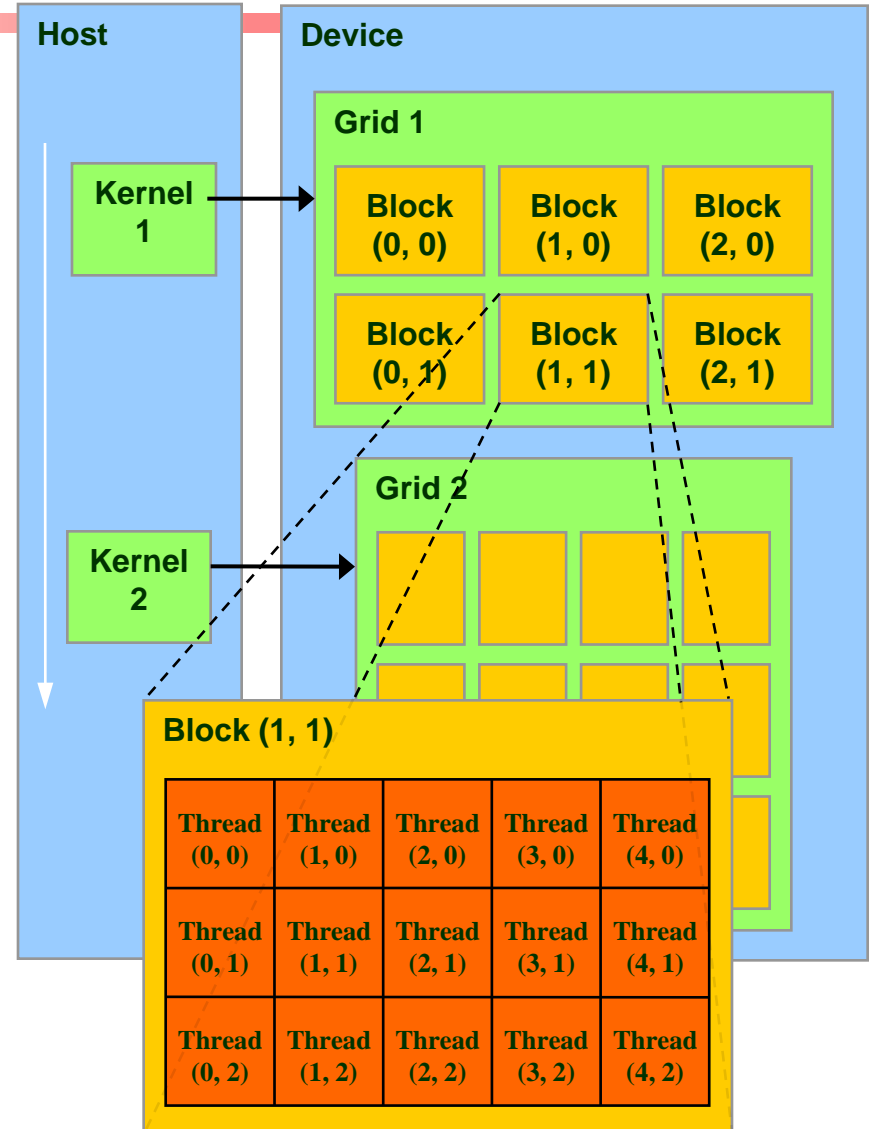 Host
Device
Grid 1
Kernel
1
Block
(0, 0)
Block
(1, 0)
Block
(2, 0)
Block
(0, 1)
Block
(1, 1)
Block
(2, 1)
Grid 2
Kernel
2
Block (1, 1)
Thread
(0, 0)
Thread
(1, 0)
Thread
(2, 0)
Thread
(3, 0)
Thread
(4, 0)
Thread
(0, 1)
Thread
(1, 1)
Thread
(2, 1)
Thread
(3, 1)
Thread
(4, 1)
Thread
(0, 2)
Thread
(1, 2)
Thread
(2, 2)
Thread
(3, 2)
Thread
(4, 2)